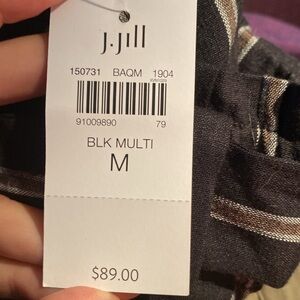 j.jill
150731 BAQM 1904
91009890 79
BLK MULTI
M
$89.00